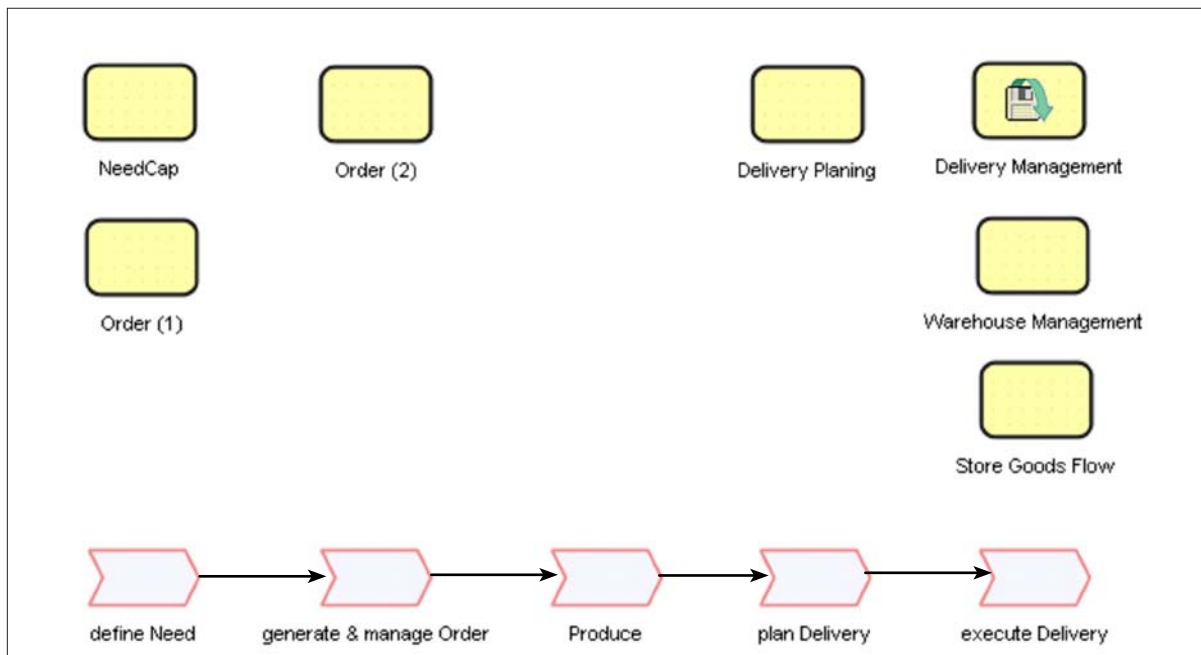 NeedCap
Order (2)
Delivery Planing
Delivery Management
Order (1)
Warehouse Management
Store Goods Flow
define Need
generate & manage Order
Produce
plan Delivery
execute Delivery